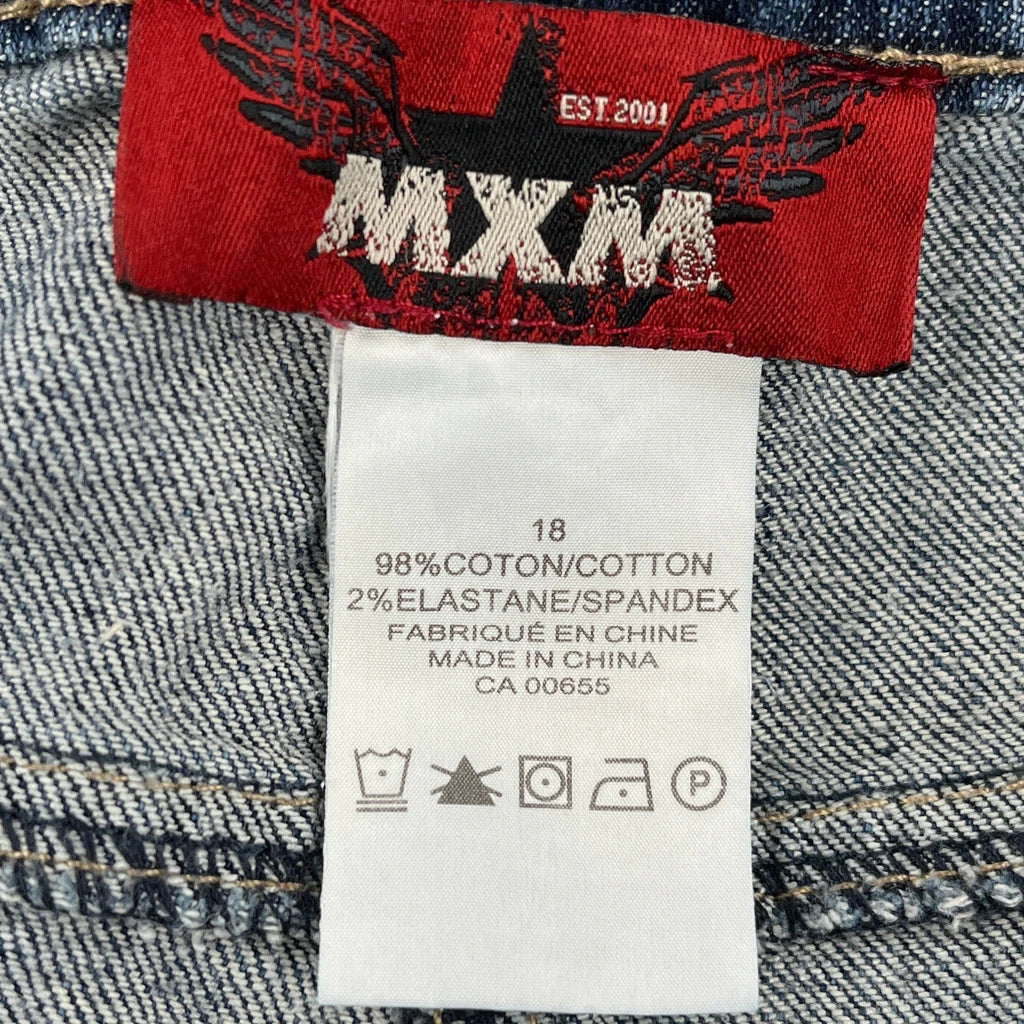 EST. 2001
MXM
18
98%COTON/COTTON
2%ELASTANE/SPANDEX
FABRIQUÉ EN CHINE
MADE IN CHINA
CA 00655
P